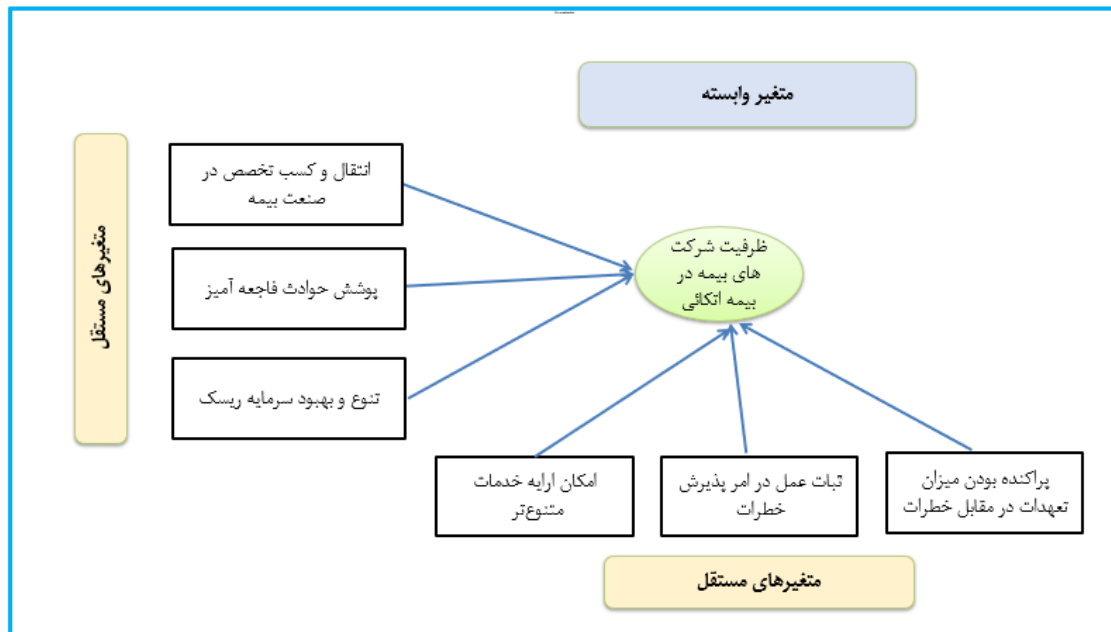 متغیر وابسته
متغیرهای مستقل
انتقال و کسب تخصص در
صنعت بیمه
پوشش حوادث فاجعه آمیز
تنوع و بهبود سرمایه ریسک
ظرفیت شرکت
های بیمه در
بیمه اتکائی
پراکنده بودن میزان
تعهدات در مقابل خطرات
ثبات عمل در امر پذیرش
خطرات
امکان ارایه خدمات
متنوع‌تر
متغیرهای مستقل